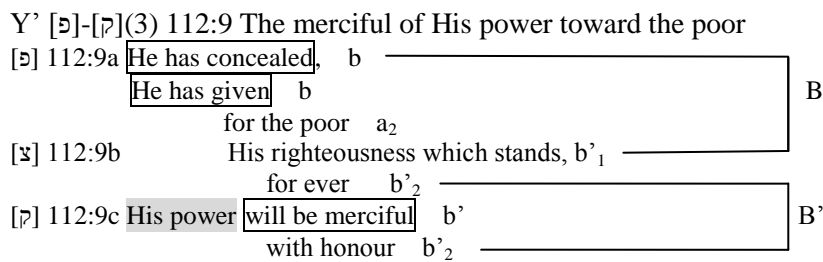 Y’ [פ]-[ק](3) 112:9 The merciful of His power toward the poor
[פ] 112:9a He has concealed, b
He has given b B
for the poor a₂
[צ] 112:9b His righteousness which stands, b’₁
for ever b’₂
[ק] 112:9c His power will be merciful b’ B’
with honour b’₂